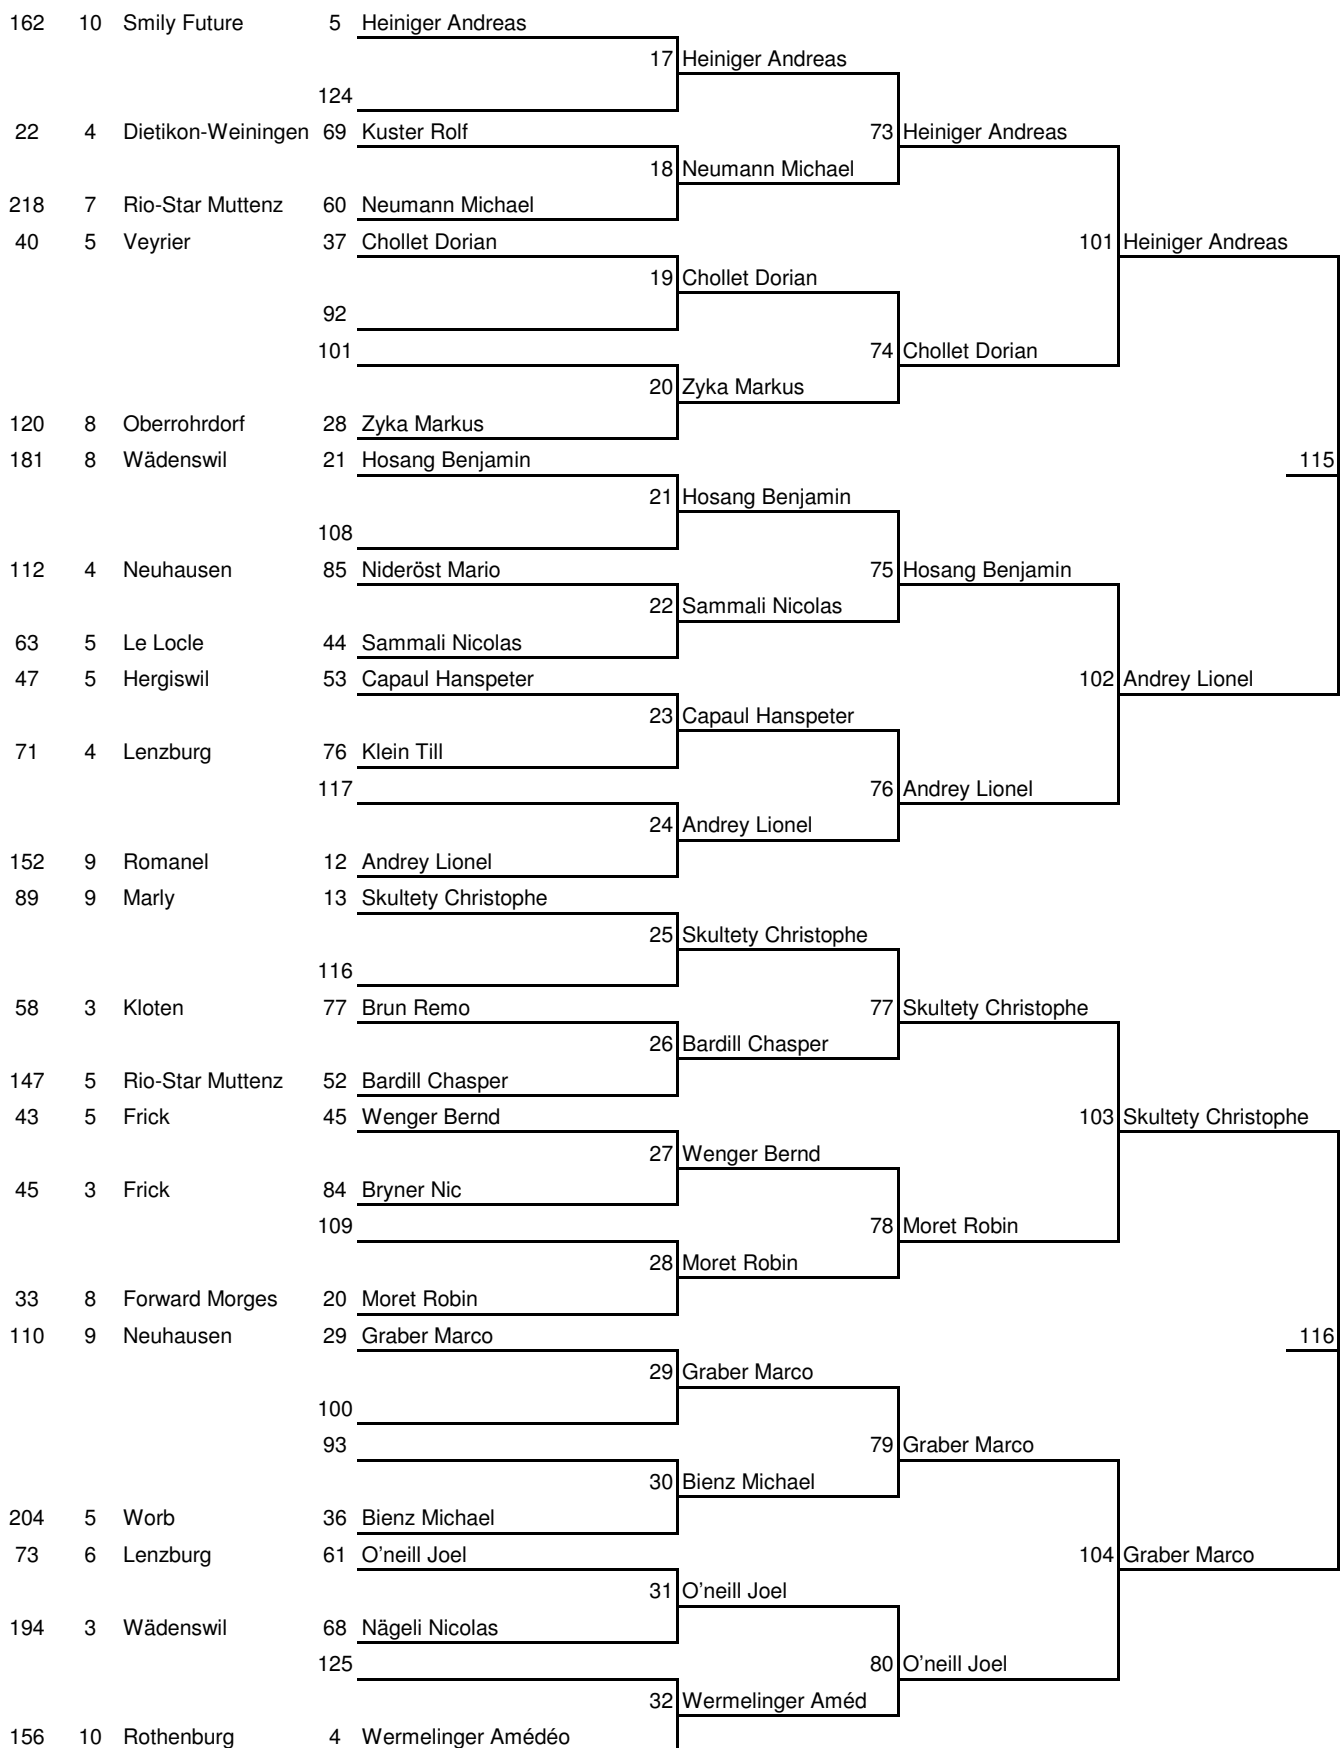 162 10 Smily Future 5 Heiniger Andreas
17 Heiniger Andreas
124
22 4 Dietikon-Weiningen 69 Kuster Rolf 73 Heiniger Andreas
18 Neumann Michael
218 7 Rio-Star Muttenz 60 Neumann Michael
40 5 Veyrier 37 Chollet Dorian 101 Heiniger Andreas
19 Chollet Dorian
92
101 74 Chollet Dorian
20 Zyka Markus
120 8 Oberrohrdorf 28 Zyka Markus
181 8 Wädenswil 21 Hosang Benjamin 115
21 Hosang Benjamin
108
112 4 Neuhausen 85 Nideröst Mario 75 Hosang Benjamin
22 Sammali Nicolas
63 5 Le Locle 44 Sammali Nicolas
47 5 Hergiswil 53 Capaul Hanspeter 102 Andrey Lionel
23 Capaul Hanspeter
71 4 Lenzburg 76 Klein Till
117 76 Andrey Lionel
24 Andrey Lionel
152 9 Romanel 12 Andrey Lionel
89 9 Marly 13 Skultety Christophe
25 Skultety Christophe
116
58 3 Kloten 77 Brun Remo 77 Skultety Christophe
26 Bardill Chasper
147 5 Rio-Star Muttenz 52 Bardill Chasper
43 5 Frick 45 Wenger Bernd 103 Skultety Christophe
27 Wenger Bernd
45 3 Frick 84 Bryner Nic
109 78 Moret Robin
28 Moret Robin
33 8 Forward Morges 20 Moret Robin
110 9 Neuhausen 29 Graber Marco 116
29 Graber Marco
100
93 79 Graber Marco
30 Bienz Michael
204 5 Worb 36 Bienz Michael
73 6 Lenzburg 61 O'neill Joel 104 Graber Marco
31 O'neill Joel
194 3 Wädenswil 68 Nägeli Nicolas
125 80 O'neill Joel
32 Wermelinger Améd
156 10 Rothenburg 4 Wermelinger Amédéo